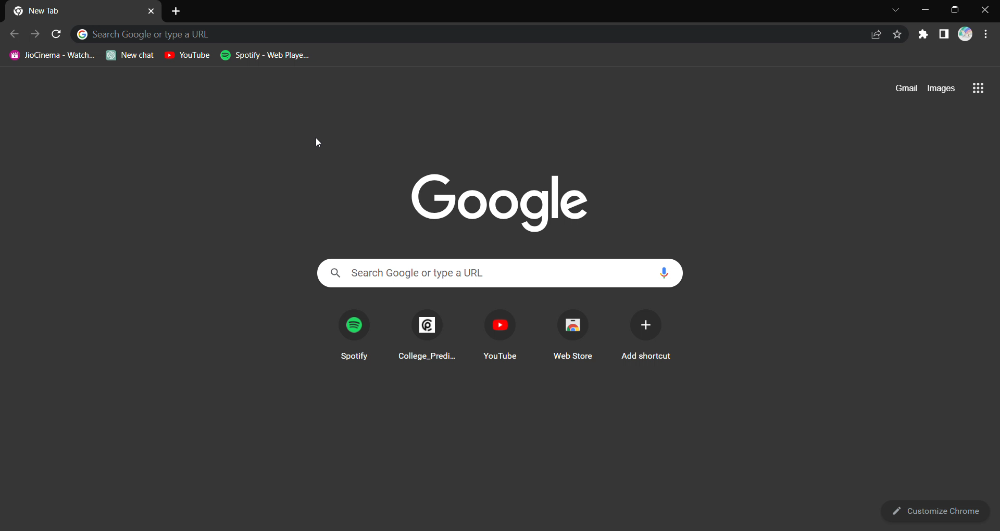 New Tab
Search Google or type a URL
JioCinema - Watch... New chat YouTube Spotify - Web Playe...
Gmail Images
Google
Search Google or type a URL
Spotify College_Predi... YouTube Web Store Add shortcut
Customize Chrome